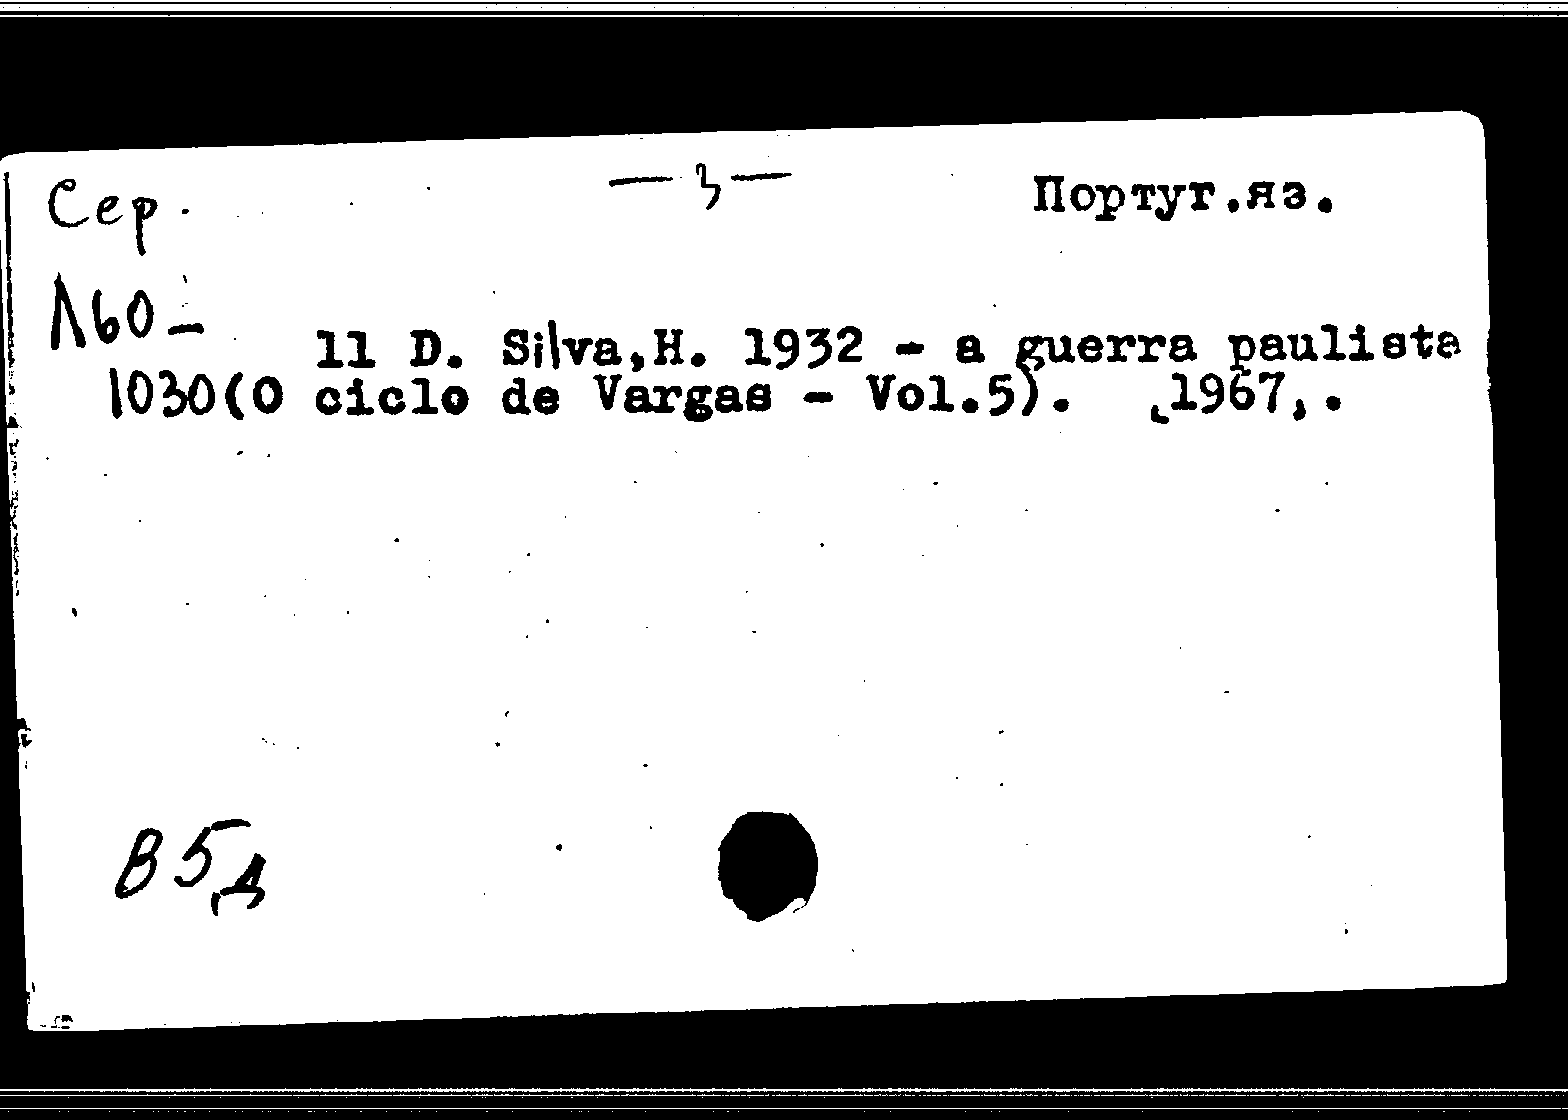 Сер — 3 — Португ.яз.
Л60-
11 D. Silva,H. 1932 - a guerra paulista
1030 (O ciclo de Vargas - Vol.5). [1967].
В5д